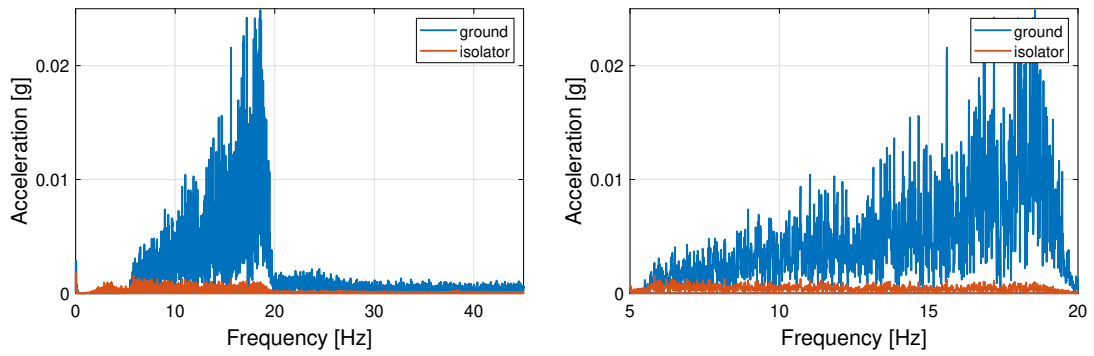 ground
isolator
0.02
0.01
0
Acceleration [g]
0
10
20
30
40
Frequency [Hz]
ground
isolator
0.02
0.01
0
Acceleration [g]
5
10
15
20
Frequency [Hz]